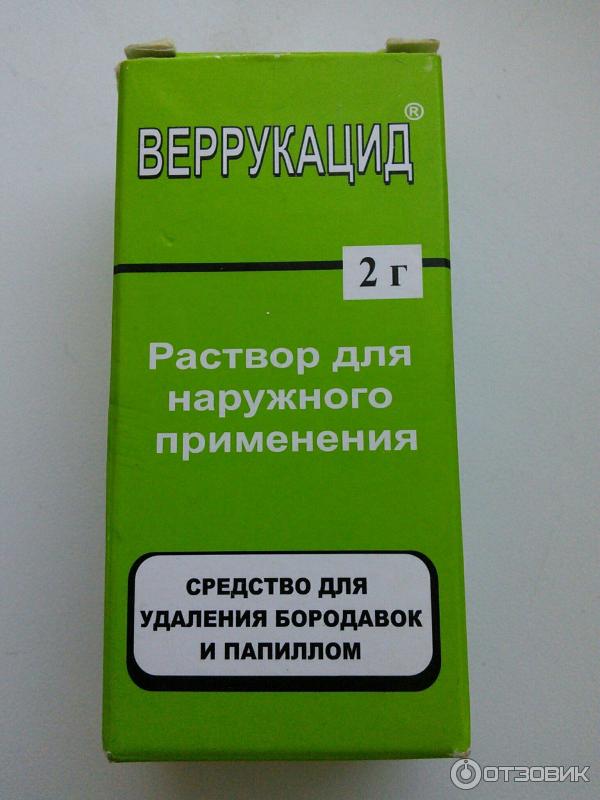 ВЕРРУКАЦИД®
2 г
Раствор для
наружного
применения
СРЕДСТВО ДЛЯ
УДАЛЕНИЯ БОРОДАВОК
И ПАПИЛЛОМ
ОТЗОВИК